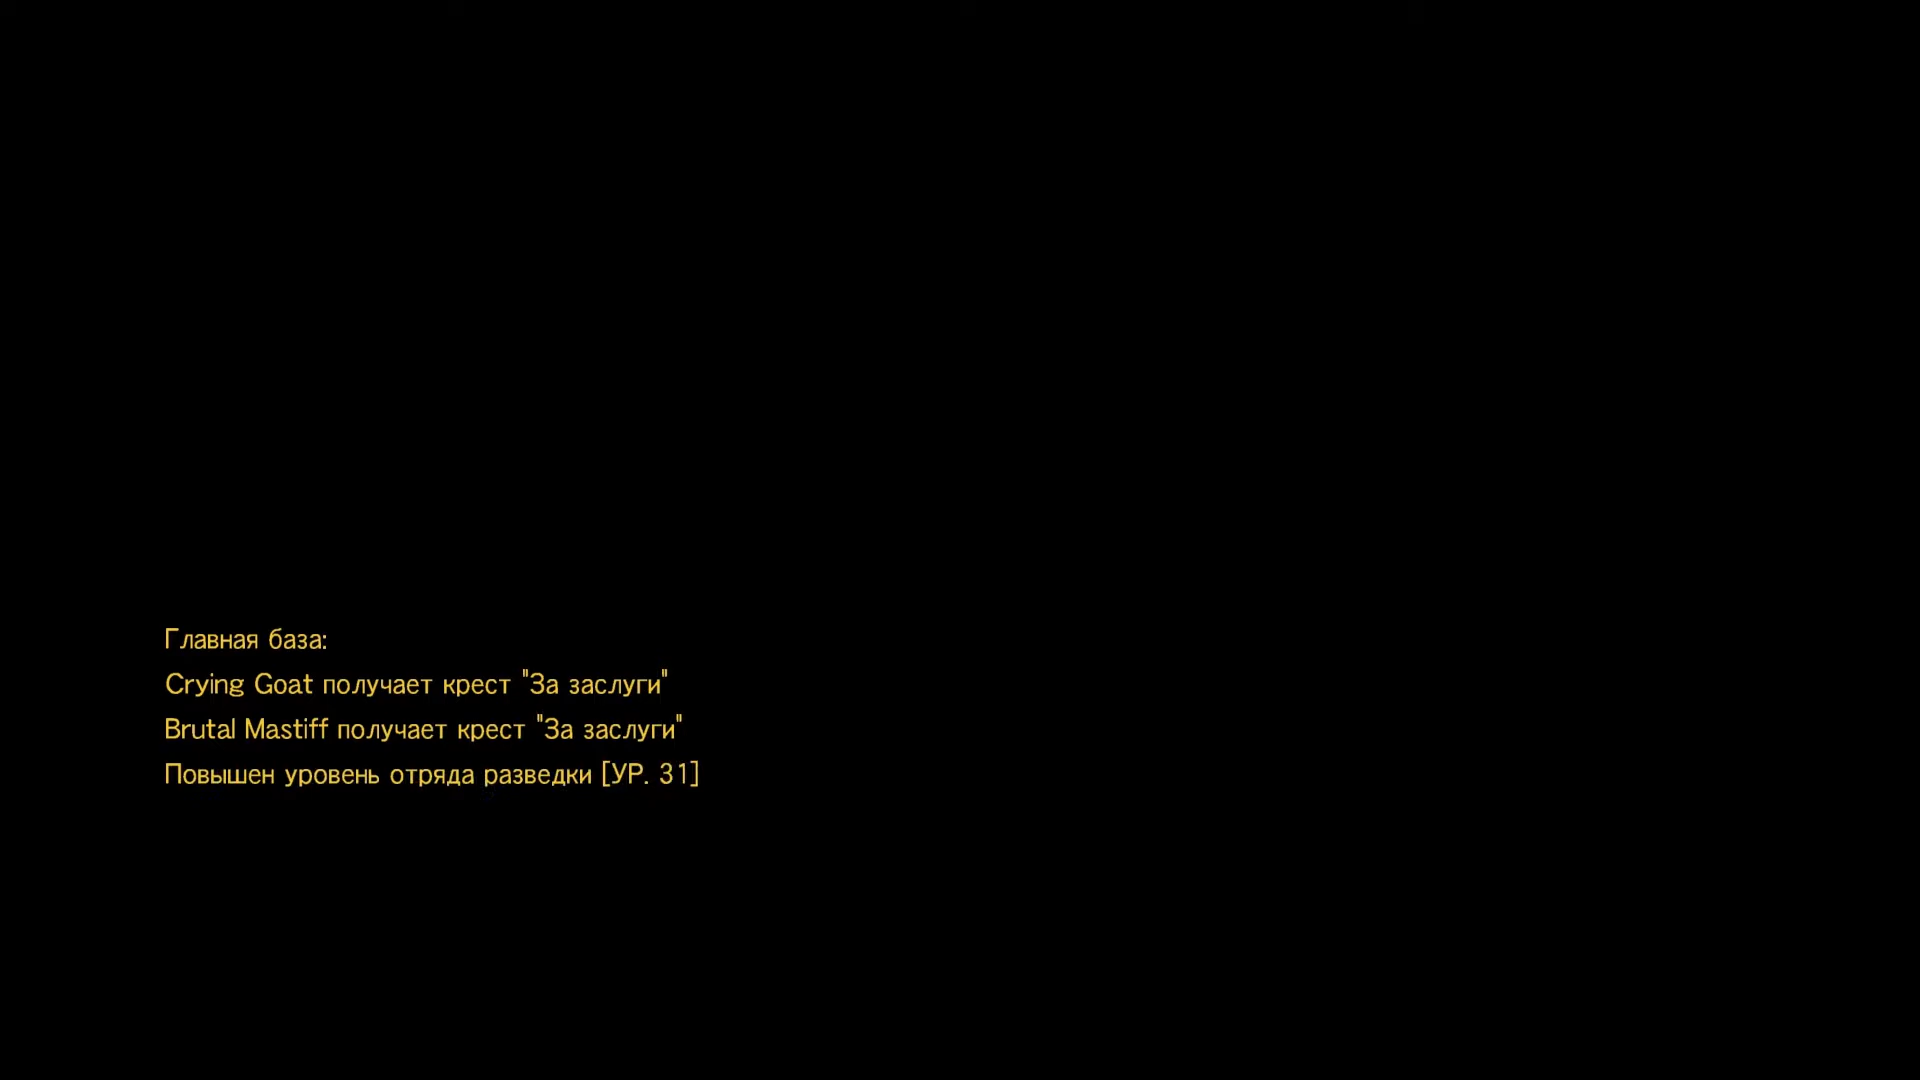 Главная база:
Crying Goat получает крест "За заслуги"
Brutal Mastiff получает крест "За заслуги"
Повышен уровень отряда разведки [УР. 31]